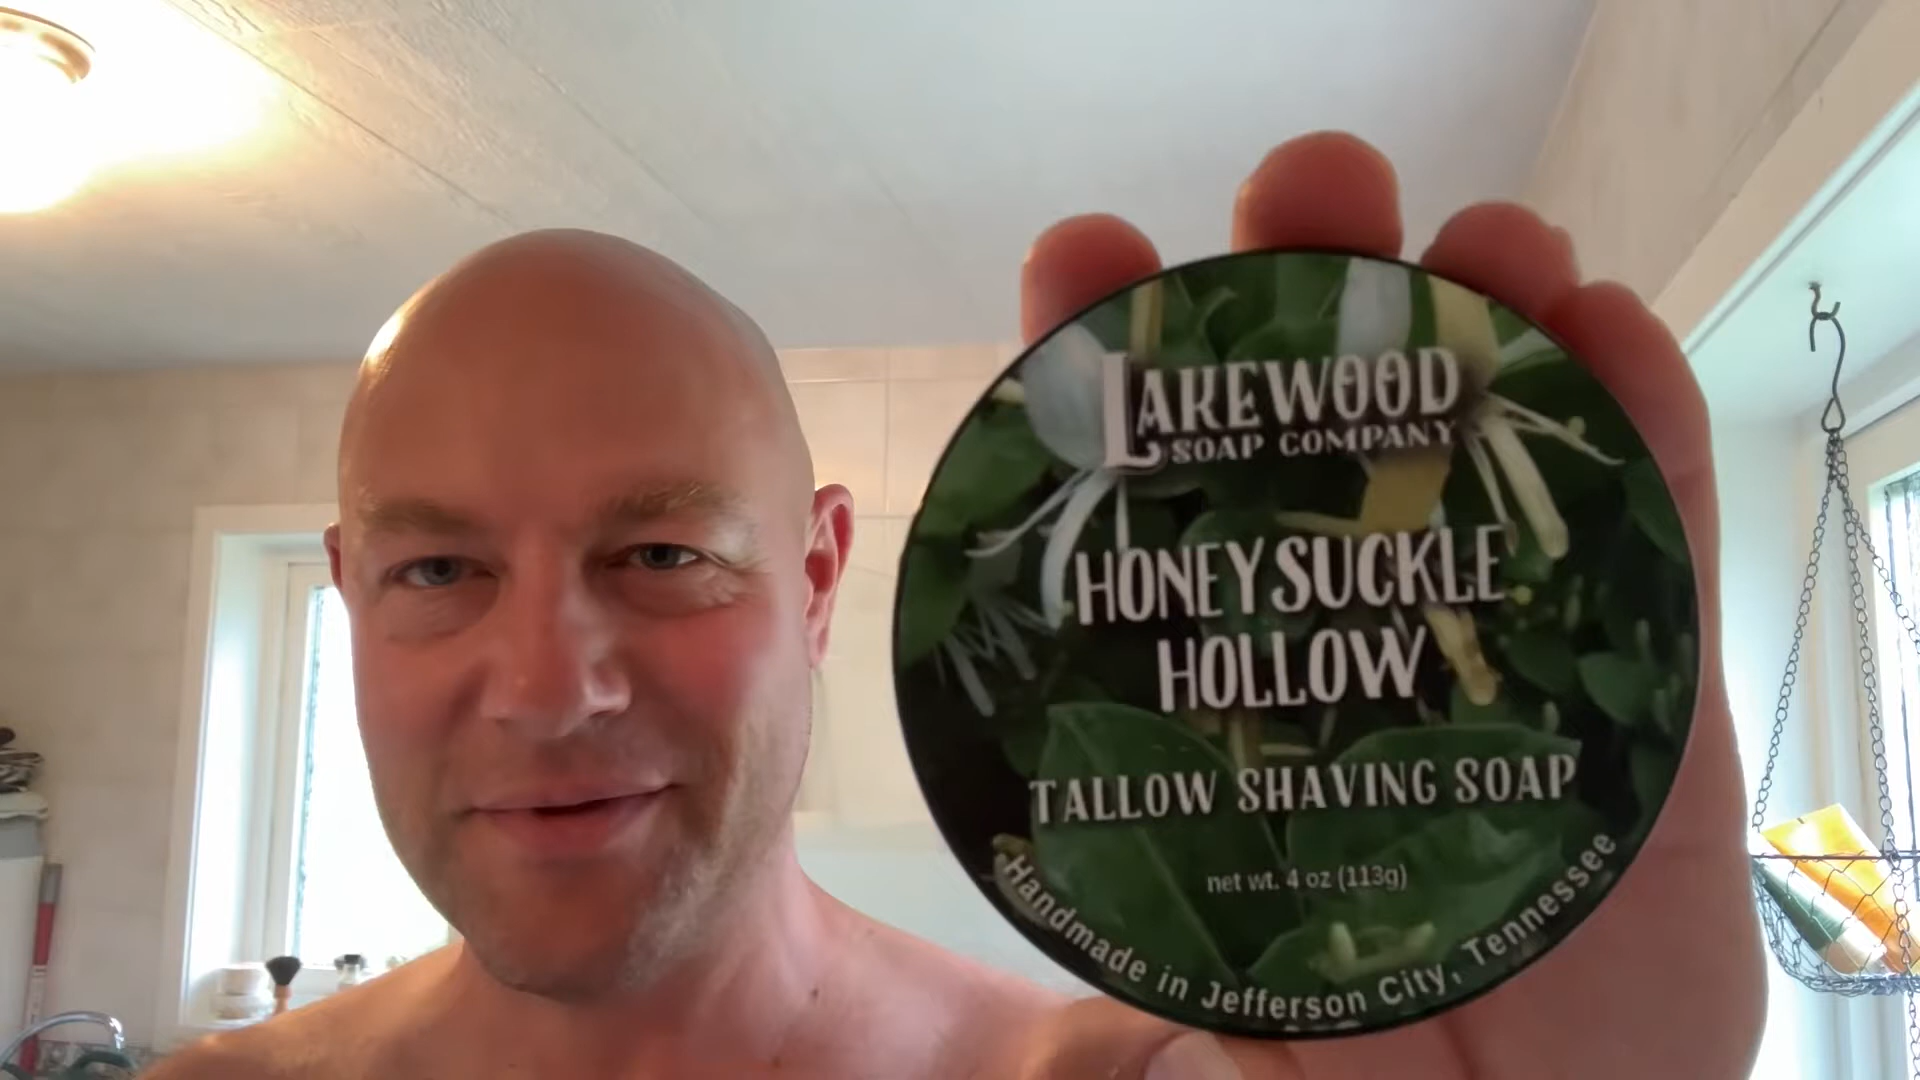 LAKEWOOD
SOAP COMPANY
HONEYSUCKLE
HOLLOW
TALLOW SHAVING SOAP
net wt. 4 oz (113g)
Handmade in Jefferson City, Tennessee